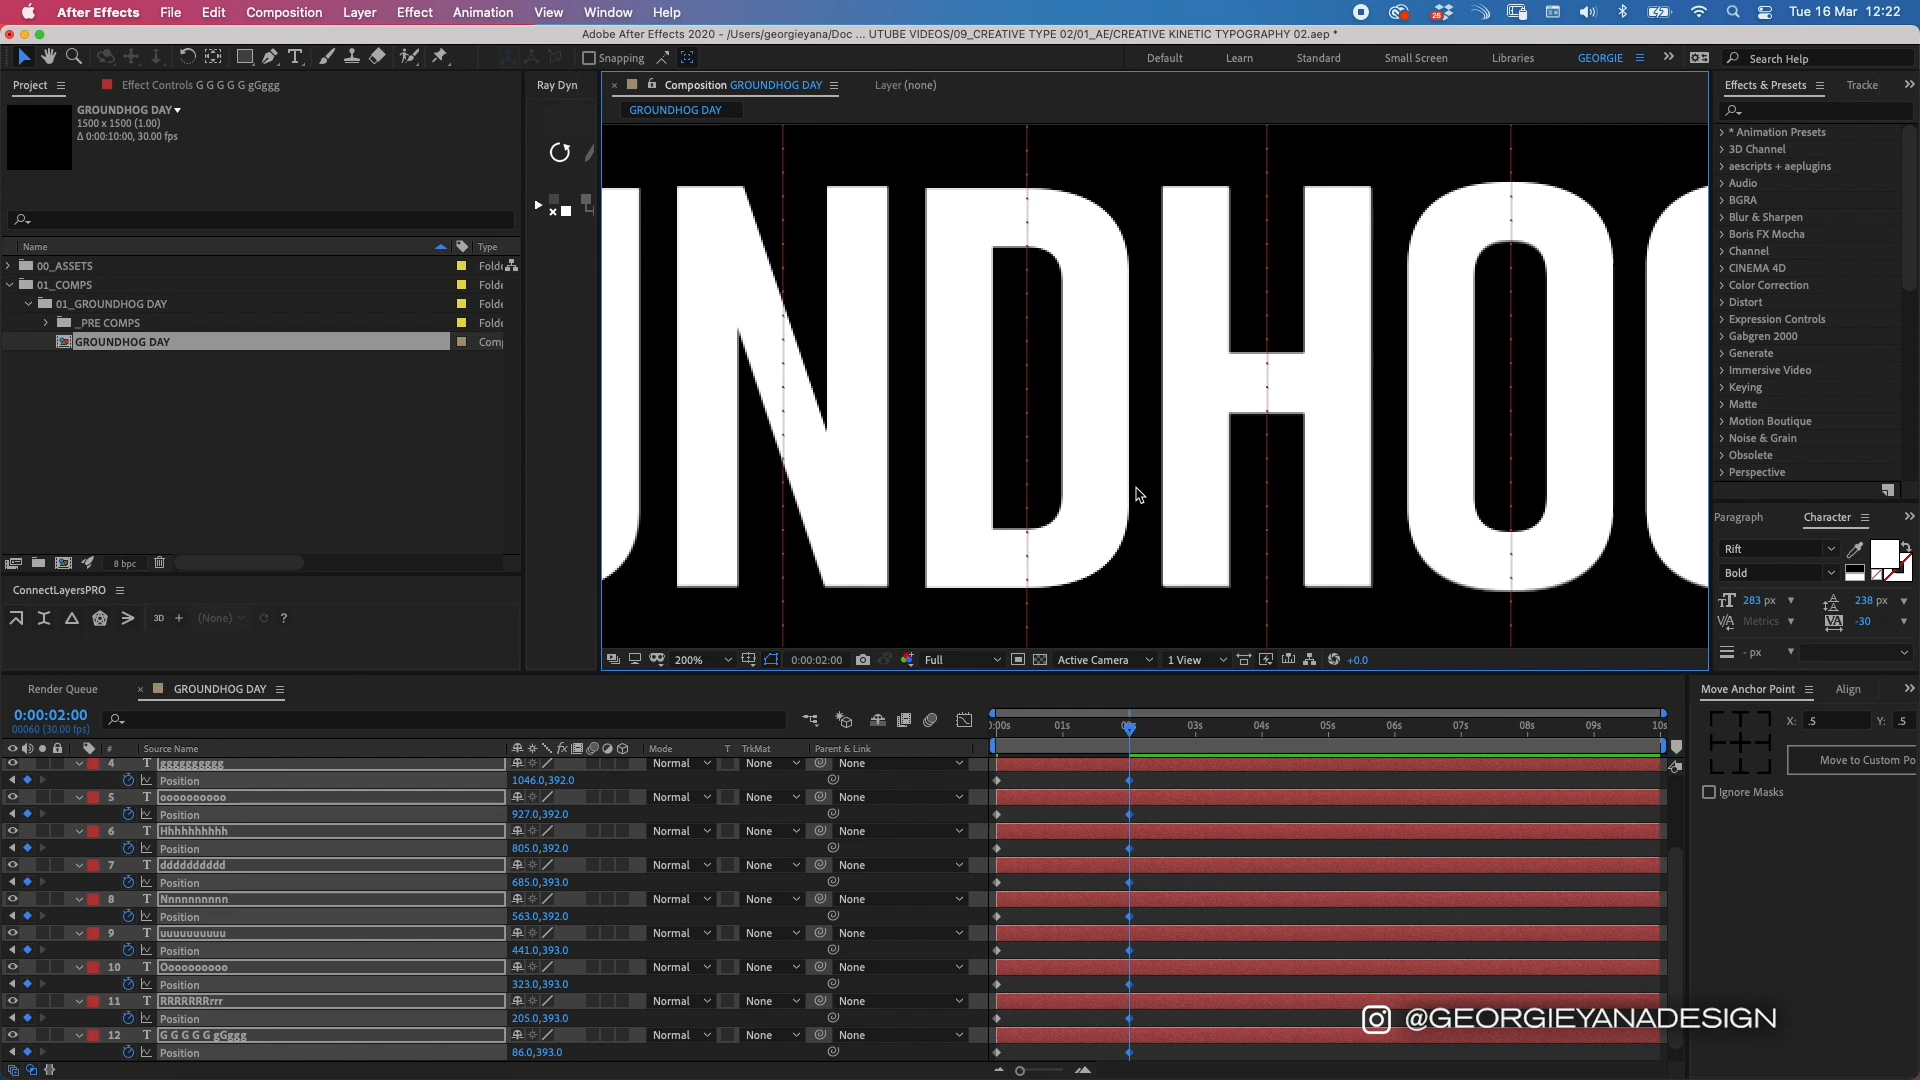 After Effects File Edit Composition Layer Effect Animation View Window Help 26 Tue 16 Mar 12:22
Adobe After Effects 2020 - /Users/georgieyana/Doc ... UTUBE VIDEOS/09_CREATIVE TYPE 02/01_AE/CREATIVE KINETIC TYPOGRAPHY 02.aep *
Snapping Default Learn Standard Small Screen Libraries GEORGIE Search Help
Project Effect Controls G G G G G gGggg Ray Dyn Composition GROUNDHOG DAY Layer (none) Effects & Presets Tracke
GROUNDHOG DAY
1500 x 1500 (1.00)
Δ 0:00:10:00, 30.00 fps
GROUNDHOG DAY
UNDHOG
Name Type
00_ASSETS Folde
01_COMPS Folde
01_GROUNDHOG DAY Folde
_PRE COMPS Folde
GROUNDHOG DAY Com
8 bpc
ConnectLayersPRO
3D + (None) ?
200% 0:00:02:00 Full Active Camera 1 View +0.0
* Animation Presets
3D Channel
aescripts + aeplugins
Audio
BGRA
Blur & Sharpen
Boris FX Mocha
Channel
CINEMA 4D
Color Correction
Distort
Expression Controls
Gabgren 2000
Generate
Immersive Video
Keying
Matte
Motion Boutique
Noise & Grain
Obsolete
Perspective
Paragraph Character
Rift
Bold
283 px 238 px
Metrics -30
- px
Render Queue GROUNDHOG DAY
0:00:02:00
00060 (30.00 fps)
:00s 01s 02s 03s 04s 05s 06s 07s 08s 09s 10s
# Source Name Mode T TrkMat Parent & Link
4 T gggggggggg Normal None None
Position 1046.0,392.0
5 T oooooooooo Normal None None
Position 927.0,392.0
6 T Hhhhhhhhhh Normal None None
Position 805.0,392.0
7 T dddddddddd Normal None None
Position 685.0,393.0
8 T Nnnnnnnnnn Normal None None
Position 563.0,392.0
9 T uuuuuuuuuu Normal None None
Position 441.0,393.0
10 T Oooooooooo Normal None None
Position 323.0,393.0
11 T RRRRRRRrrr Normal None None
Position 205.0,393.0
12 T G G G G G gGggg Normal None None
Position 86.0,393.0
Move Anchor Point Align
X: .5 Y: .5
Move to Custom Po
Ignore Masks
@GEORGIEYANADESIGN